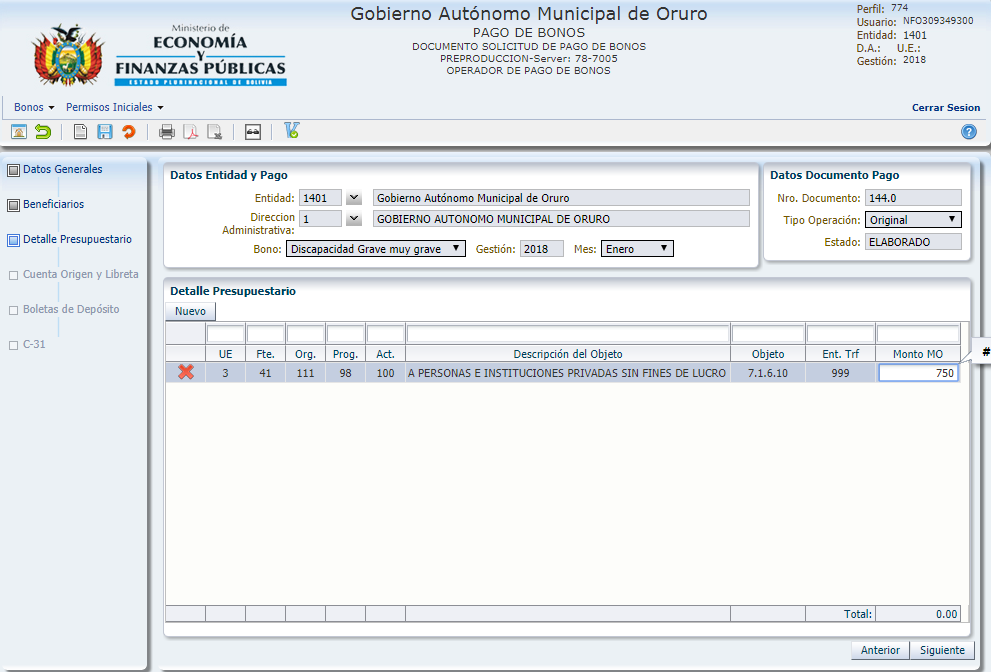 Gobierno Autónomo Municipal de Oruro
PAGO DE BONOS
DOCUMENTO SOLICITUD DE PAGO DE BONOS
PREPRODUCCION-Server: 78-7005
OPERADOR DE PAGO DE BONOS
Ministerio de
ECONOMÍA
Y
FINANZAS PÚBLICAS
ESTADO PLURINACIONAL DE BOLIVIA
Perfil: 774
Usuario: NFO309349300
Entidad: 1401
D.A.: U.E.:
Gestión: 2018
Bonos Permisos Iniciales Cerrar Sesion
Datos Generales
Beneficiarios
Detalle Presupuestario
Cuenta Origen y Libreta
Boletas de Depósito
C-31
Datos Entidad y Pago
Entidad: 1401 Gobierno Autónomo Municipal de Oruro
Direccion Administrativa: 1 GOBIERNO AUTONOMO MUNICIPAL DE ORURO
Bono: Discapacidad Grave muy grave Gestión: 2018 Mes: Enero
Datos Documento Pago
Nro. Documento: 144.0
Tipo Operación: Original
Estado: ELABORADO
Detalle Presupuestario
Nuevo
UE Fte. Org. Prog. Act. Descripción del Objeto Objeto Ent. Trf Monto MO
#
3 41 111 98 100 A PERSONAS E INSTITUCIONES PRIVADAS SIN FINES DE LUCRO 7.1.6.10 999 750
Total: 0.00
Anterior Siguiente